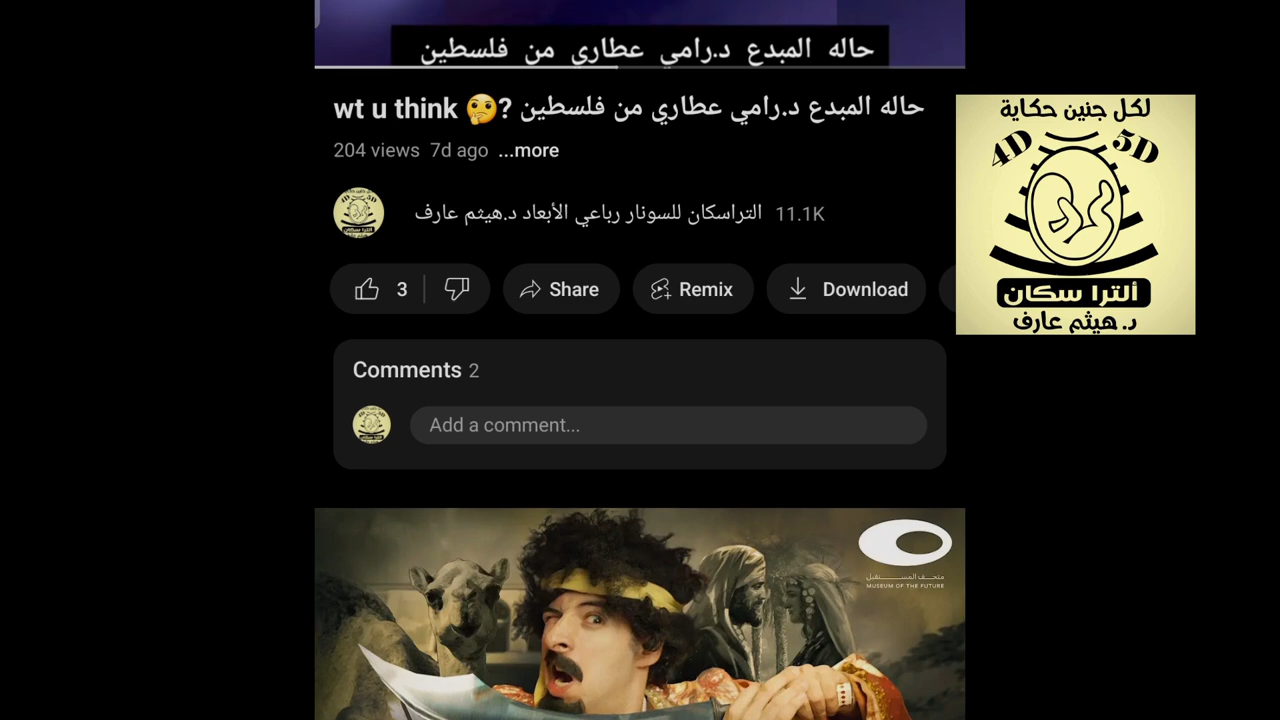 حاله المبدع د.رامي عطاري من فلسطين
wt u think 🤔? حاله المبدع د.رامي عطاري من فلسطين
204 views 7d ago ...more
التراسكان للسونار رباعي الأبعاد د.هيثم عارف 11.1K
3 Share Remix Download
Comments 2
Add a comment...
لكل جنين حكاية
4D 5D
ألترا سكان
د. هيثم عارف
متحف المستقبل
MUSEUM OF THE FUTURE